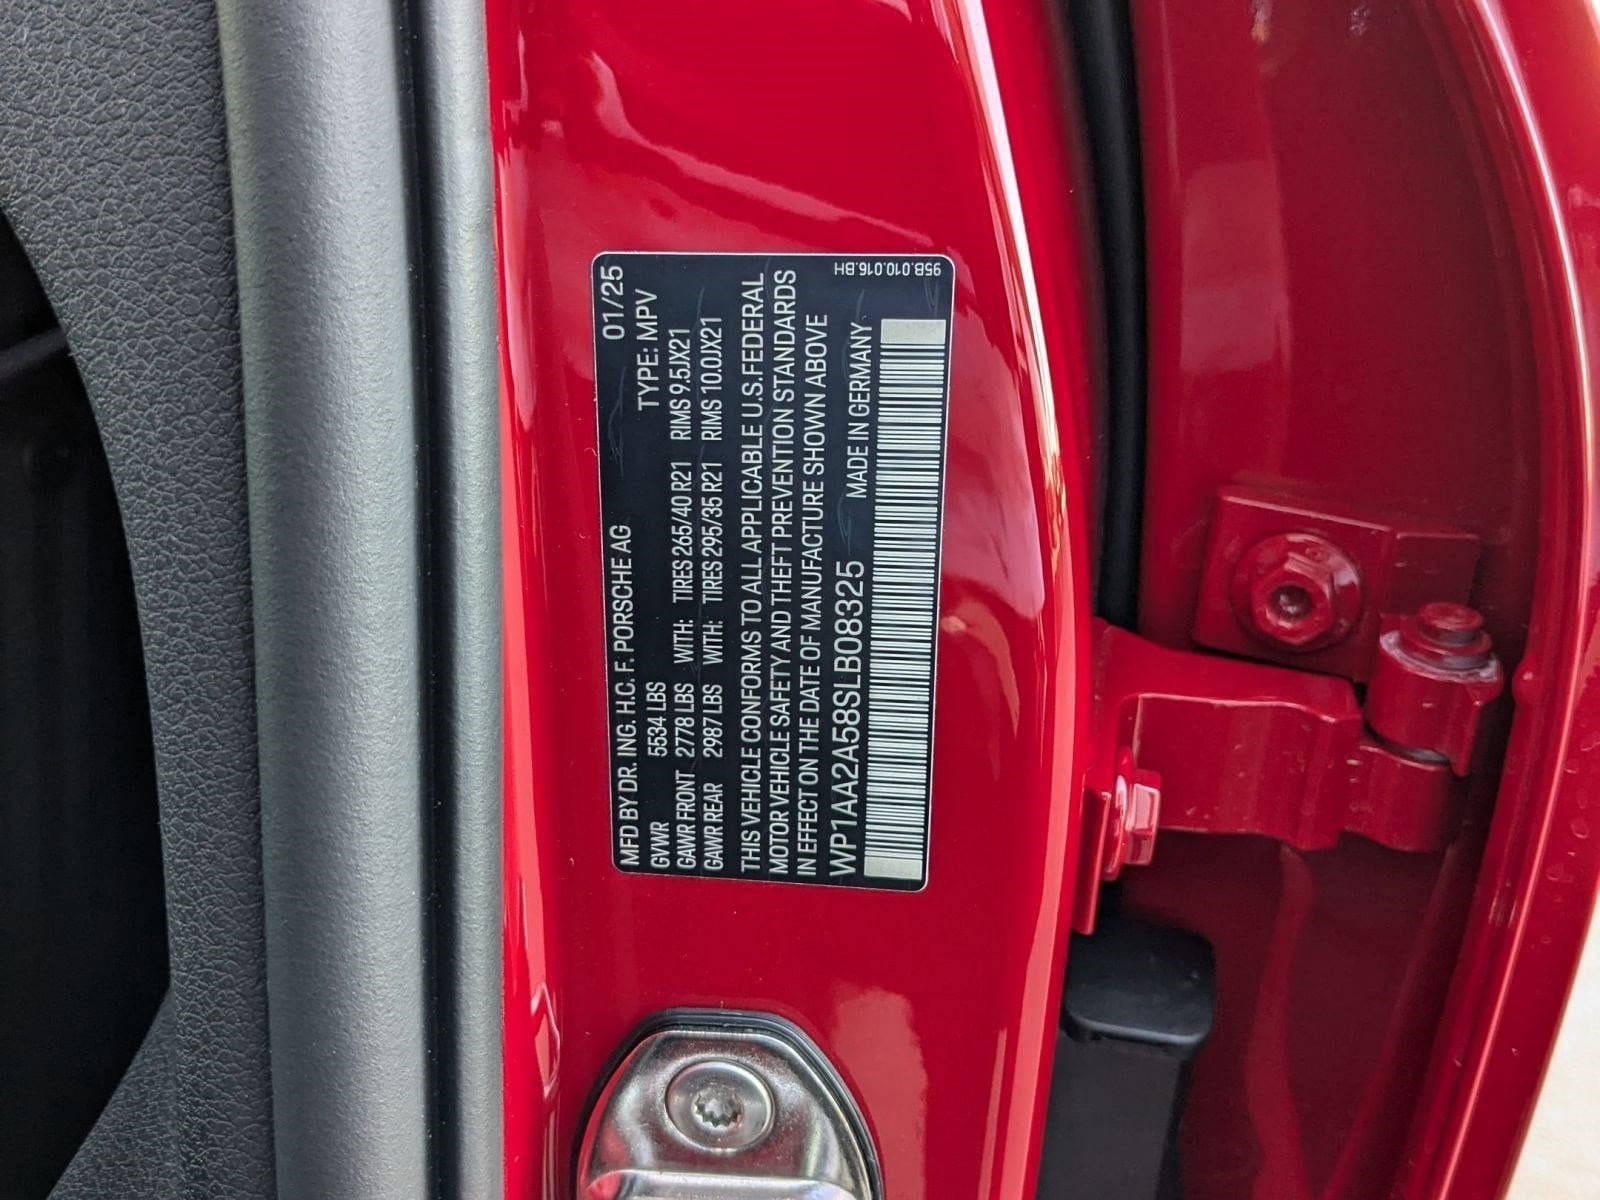 01/25
MFD BY DR. ING. H.C. F. PORSCHE AG
TYPE: MPV
GVWR 5534 LBS
GAWR FRONT 2778 LBS WITH: TIRES 265/40 R21 RIMS 9.5JX21
GAWR REAR 2987 LBS WITH: TIRES 295/35 R21 RIMS 10.0JX21
THIS VEHICLE CONFORMS TO ALL APPLICABLE U.S. FEDERAL
MOTOR VEHICLE SAFETY AND THEFT PREVENTION STANDARDS
IN EFFECT ON THE DATE OF MANUFACTURE SHOWN ABOVE
WP1AA2A58SLB08325 MADE IN GERMANY
95B.010.016.BH